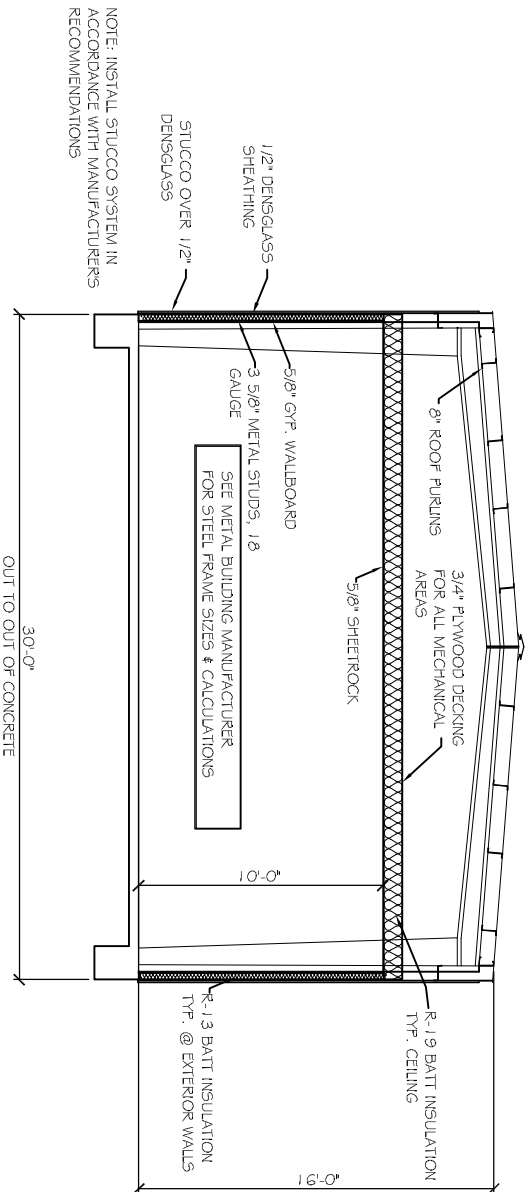 1/2" DENSGLASS
SHEATHING
STUCCO OVER 1/2"
DENSGLASS
NOTE: INSTALL STUCCO SYSTEM IN
ACCORDANCE WITH MANUFACTURER'S
RECOMMENDATIONS
8" ROOF PURLINS
3/4" PLYWOOD DECKING
FOR ALL MECHANICAL
AREAS
5/8" GYP. WALLBOARD
3 5/8" METAL STUDS, 18
GAUGE
5/8" SHEETROCK
SEE METAL BUILDING MANUFACTURER
FOR STEEL FRAME SIZES & CALCULATIONS
10'-0"
R-19 BATT INSULATION
TYP. CEILING
R-13 BATT INSULATION
TYP. @ EXTERIOR WALLS
16'-0"
30'-0"
OUT TO OUT OF CONCRETE